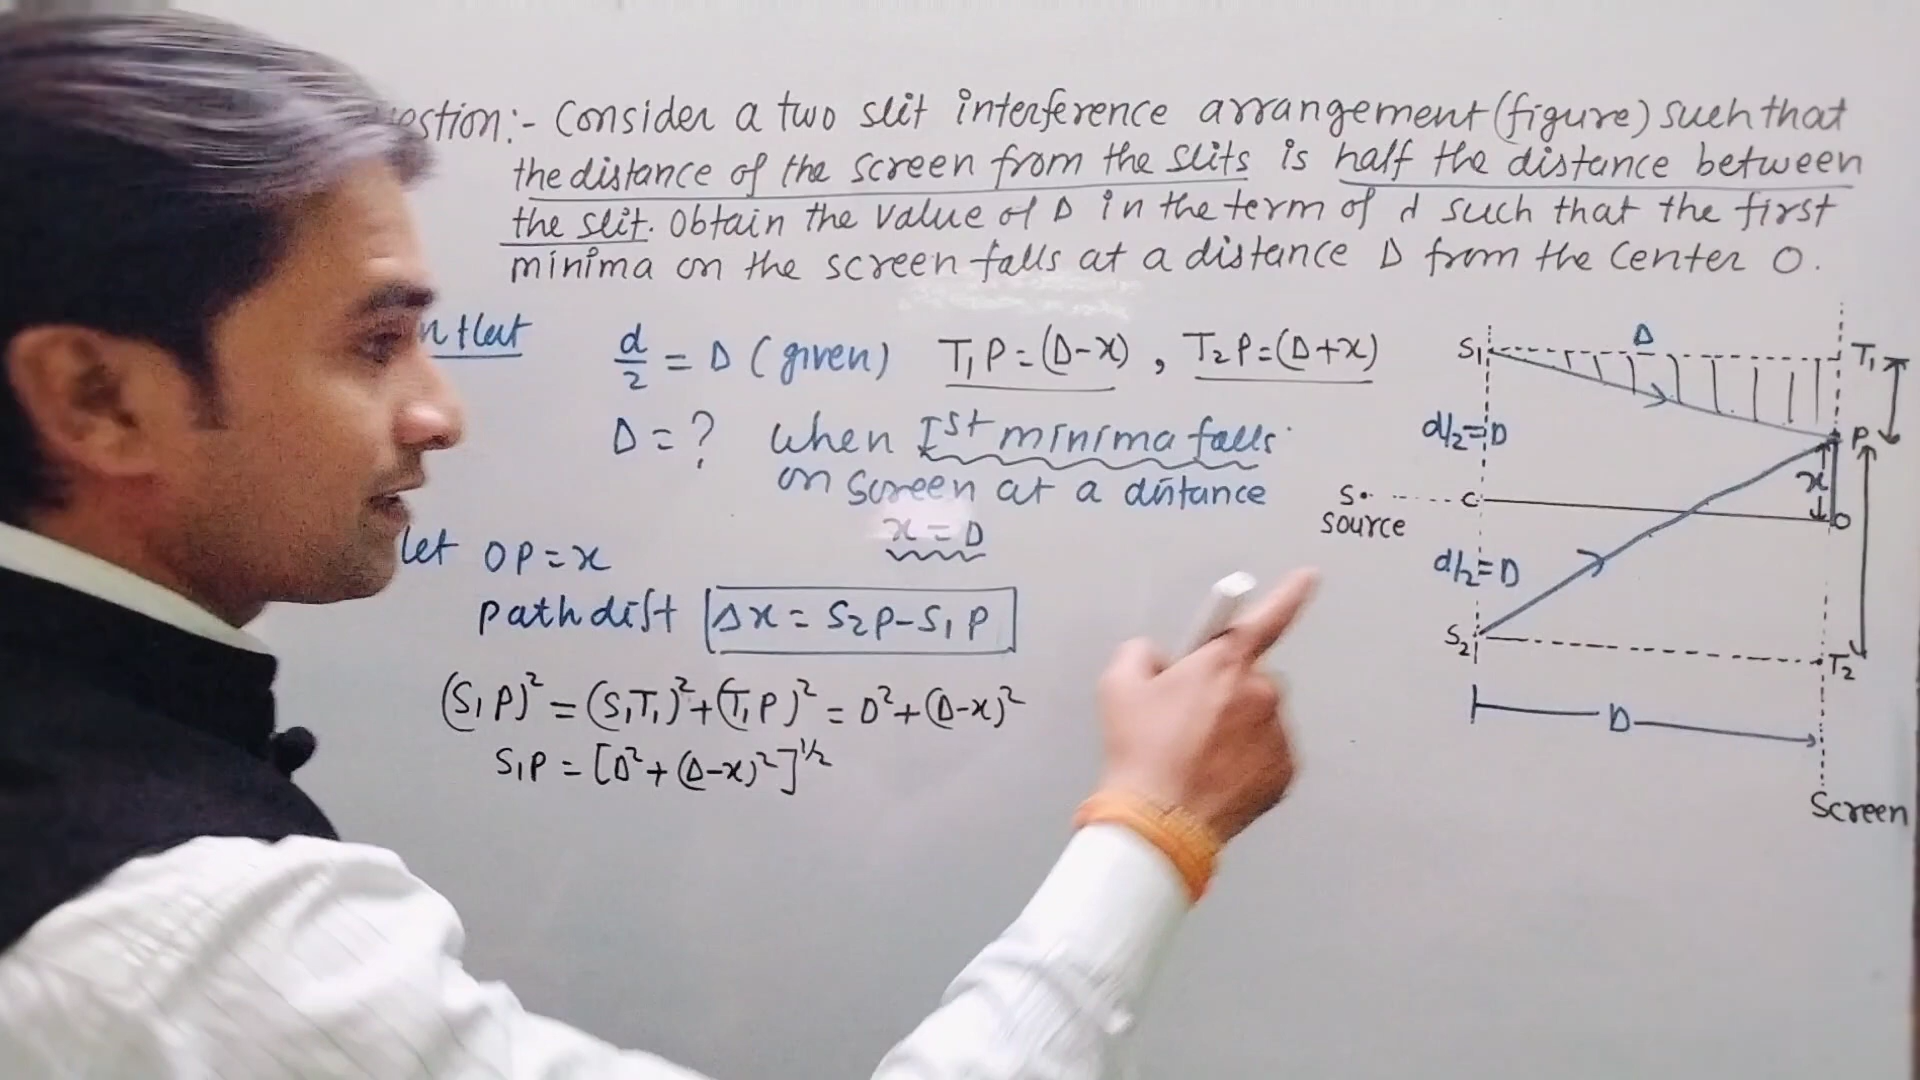 estion:- Consider a two slit interference arrangement (figure) such that
the distance of the screen from the slits is half the distance between
the slit. Obtain the value of D in the term of d such that the first
minima on the screen falls at a distance D from the center O.
d/2 = D (given) T₁P = (D-x) , T₂P = (D+x)
D = ? when Iˢᵗ minima falls
on screen at a distance
x = D
let OP = x
path diff Δx = S₂P - S₁P
(S₁P)² = (S₁T₁)² + (T₁P)² = D² + (D-x)²
S₁P = [D² + (D-x)²]^1/2
D
S₁ T₁
d/2 = D P
x
S C O
source
d/2 = D
S₂ T₂
D
Screen